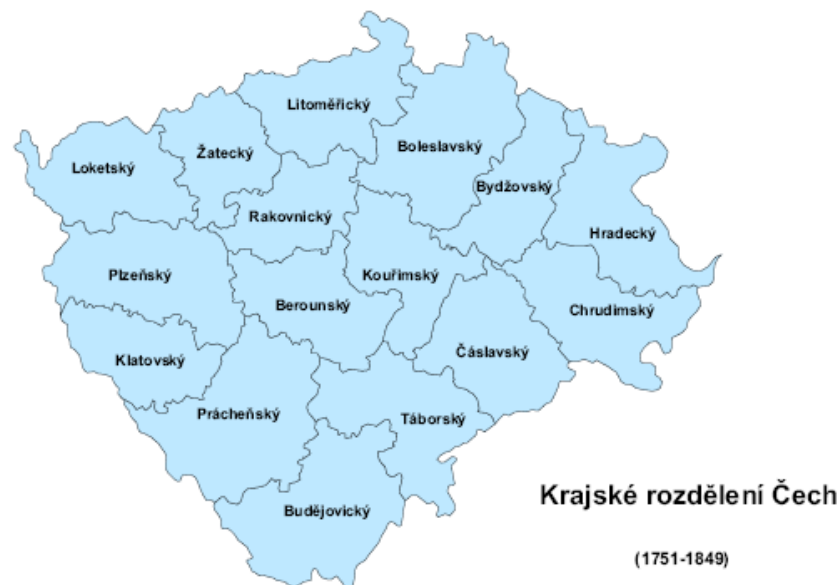 Litoměřický
Boleslavský
Žatecký
Loketský
Bydžovský
Rakovnický
Hradecký
Kouřimský
Plzeňský
Berounský
Chrudimský
Čáslavský
Klatovský
Prácheňský
Táborský
Budějovický
Krajské rozdělení Čech
(1751-1849)